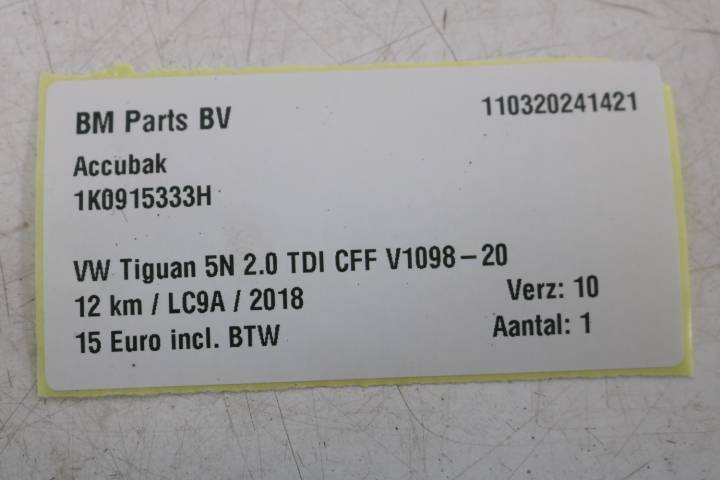 BM Parts BV 110320241421
Accubak
1K0915333H
VW Tiguan 5N 2.0 TDI CFF V1098-20
12 km / LC9A / 2018 Verz: 10
15 Euro incl. BTW Aantal: 1